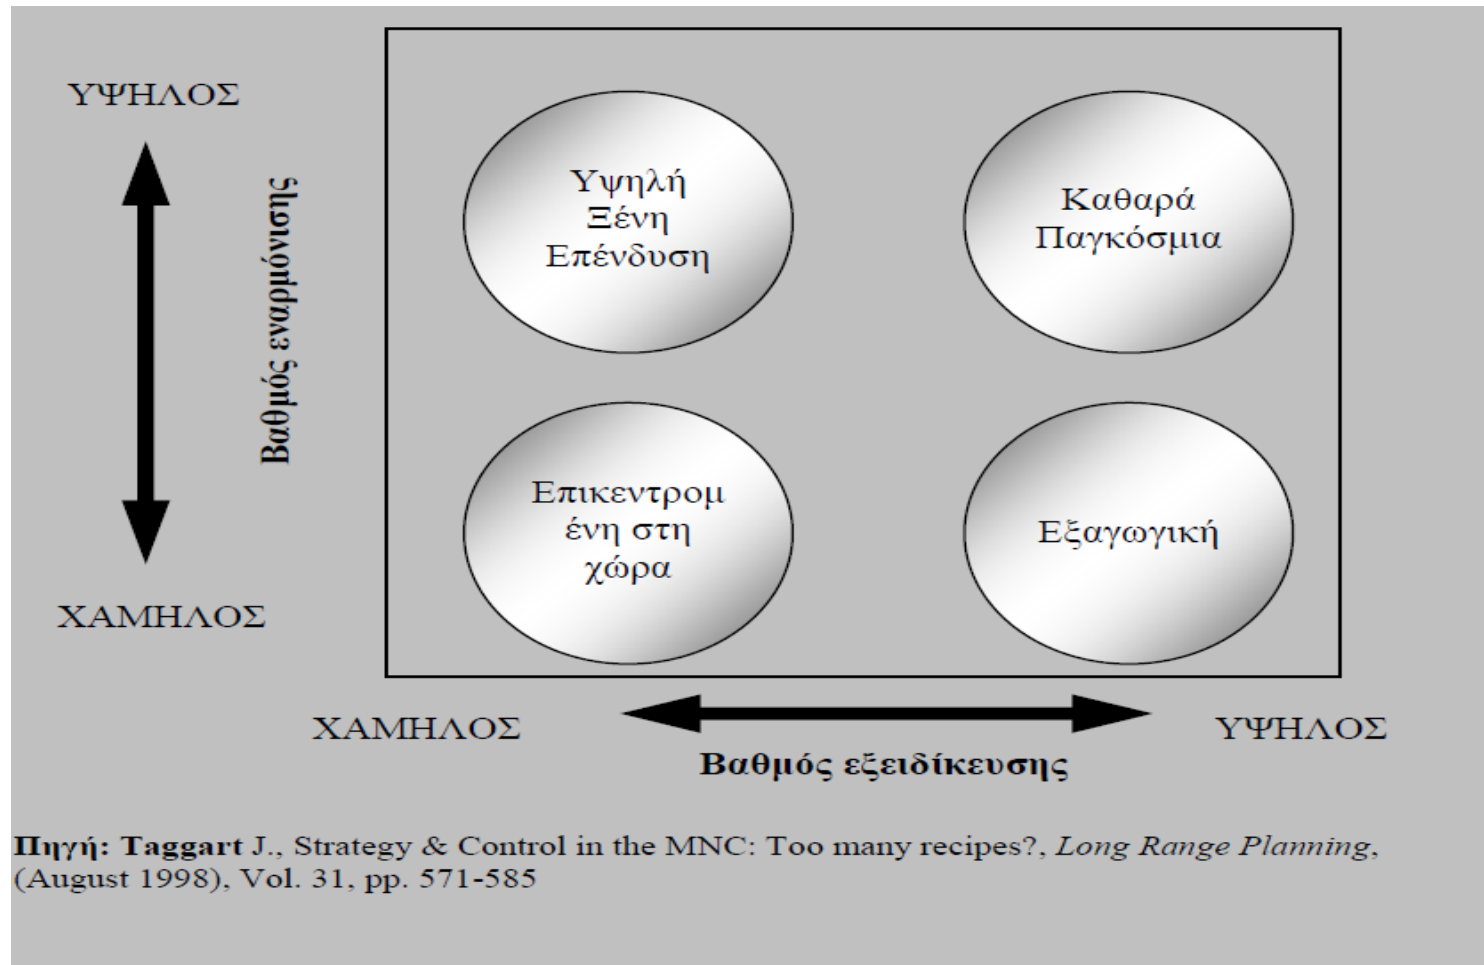 ΥΨΗΛΟΣ
Βαθμός εναρμόνισης
ΧΑΜΗΛΟΣ
Υψηλή
Ξένη
Επένδυση
Καθαρά
Παγκόσμια
Επικεντρομ
ένη στη
χώρα
Εξαγωγική
ΧΑΜΗΛΟΣ
ΥΨΗΛΟΣ
Βαθμός εξειδίκευσης
Πηγή: Taggart J., Strategy & Control in the MNC: Too many recipes?, Long Range Planning,
(August 1998), Vol. 31, pp. 571-585